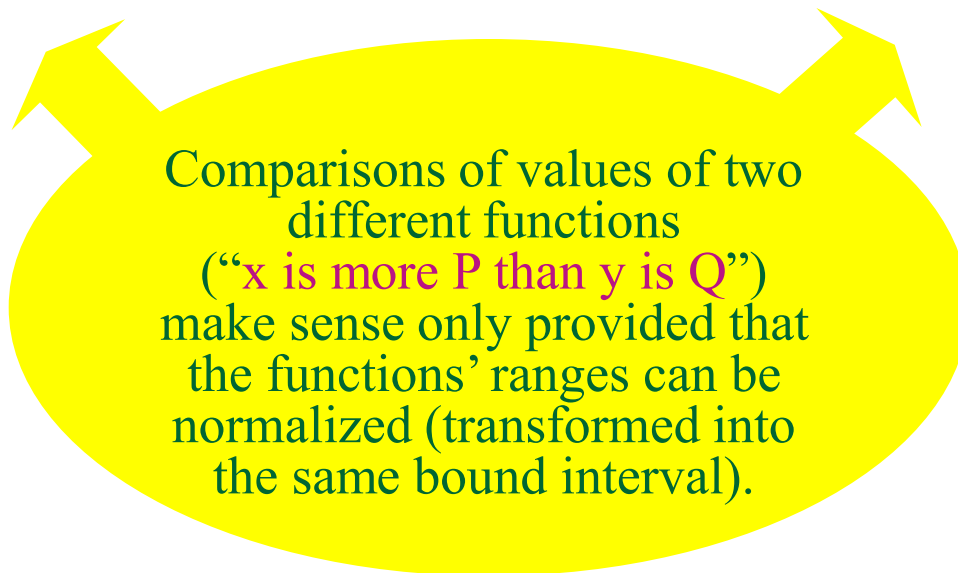 Comparisons of values of two
different functions
(“x is more P than y is Q”)
make sense only provided that
the functions’ ranges can be
normalized (transformed into
the same bound interval).